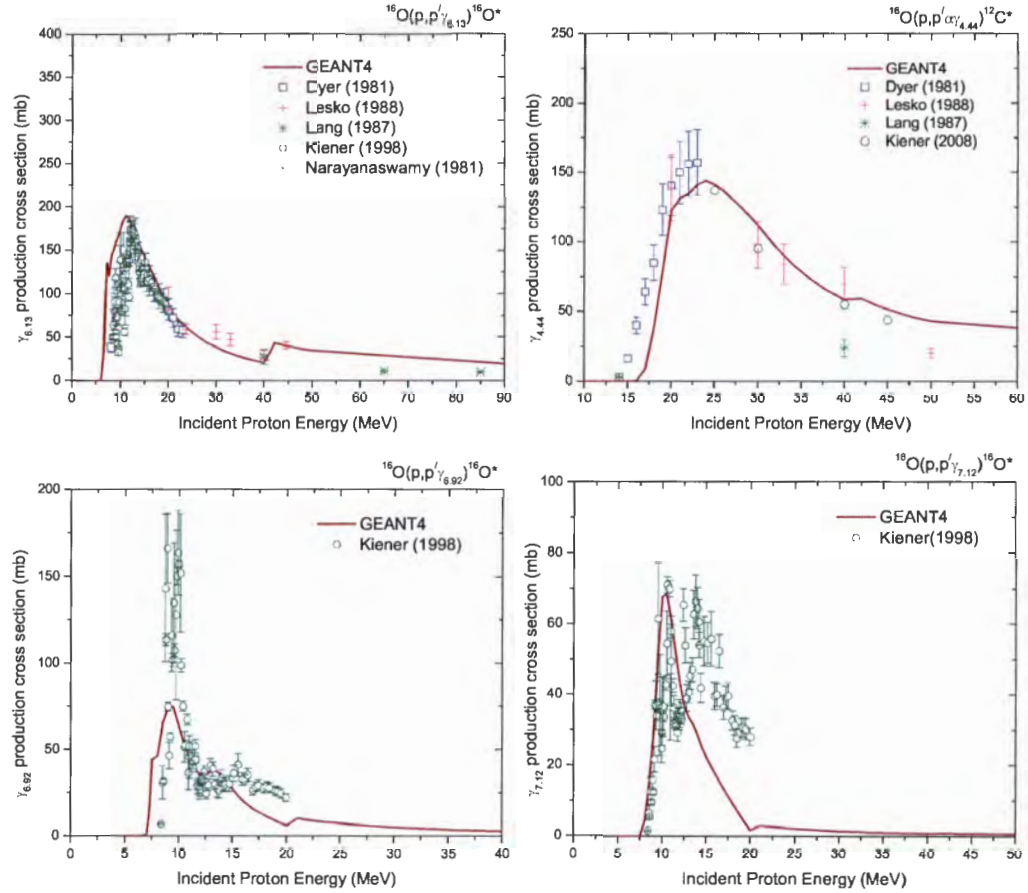 ¹⁶O(p,p'γ₆.₁₃)¹⁶O*
γ₆.₁₃ production cross section (mb)
400
350
300
250
200
150
100
50
0
GEANT4
Dyer (1981)
Lesko (1988)
Lang (1987)
Kiener (1998)
Narayanaswamy (1981)
0 10 20 30 40 50 60 70 80 90
Incident Proton Energy (MeV)
¹⁶O(p,p'αγ₄.₄₄)¹²C*
γ₄.₄₄ production cross section (mb)
250
200
150
100
50
0
GEANT4
Dyer (1981)
Lesko (1988)
Lang (1987)
Kiener (2008)
10 15 20 25 30 35 40 45 50 55 60
Incident Proton Energy (MeV)
¹⁶O(p,p'γ₆.₉₂)¹⁶O*
γ₆.₉₂ production cross section (mb)
200
150
100
50
0
GEANT4
Kiener (1998)
0 5 10 15 20 25 30 35 40
Incident Proton Energy (MeV)
¹⁶O(p,p'γ₇.₁₂)¹⁶O*
γ₇.₁₂ production cross section (mb)
100
80
60
40
20
0
GEANT4
Kiener(1998)
0 5 10 15 20 25 30 35 40 45 50
Incident Proton Energy (MeV)